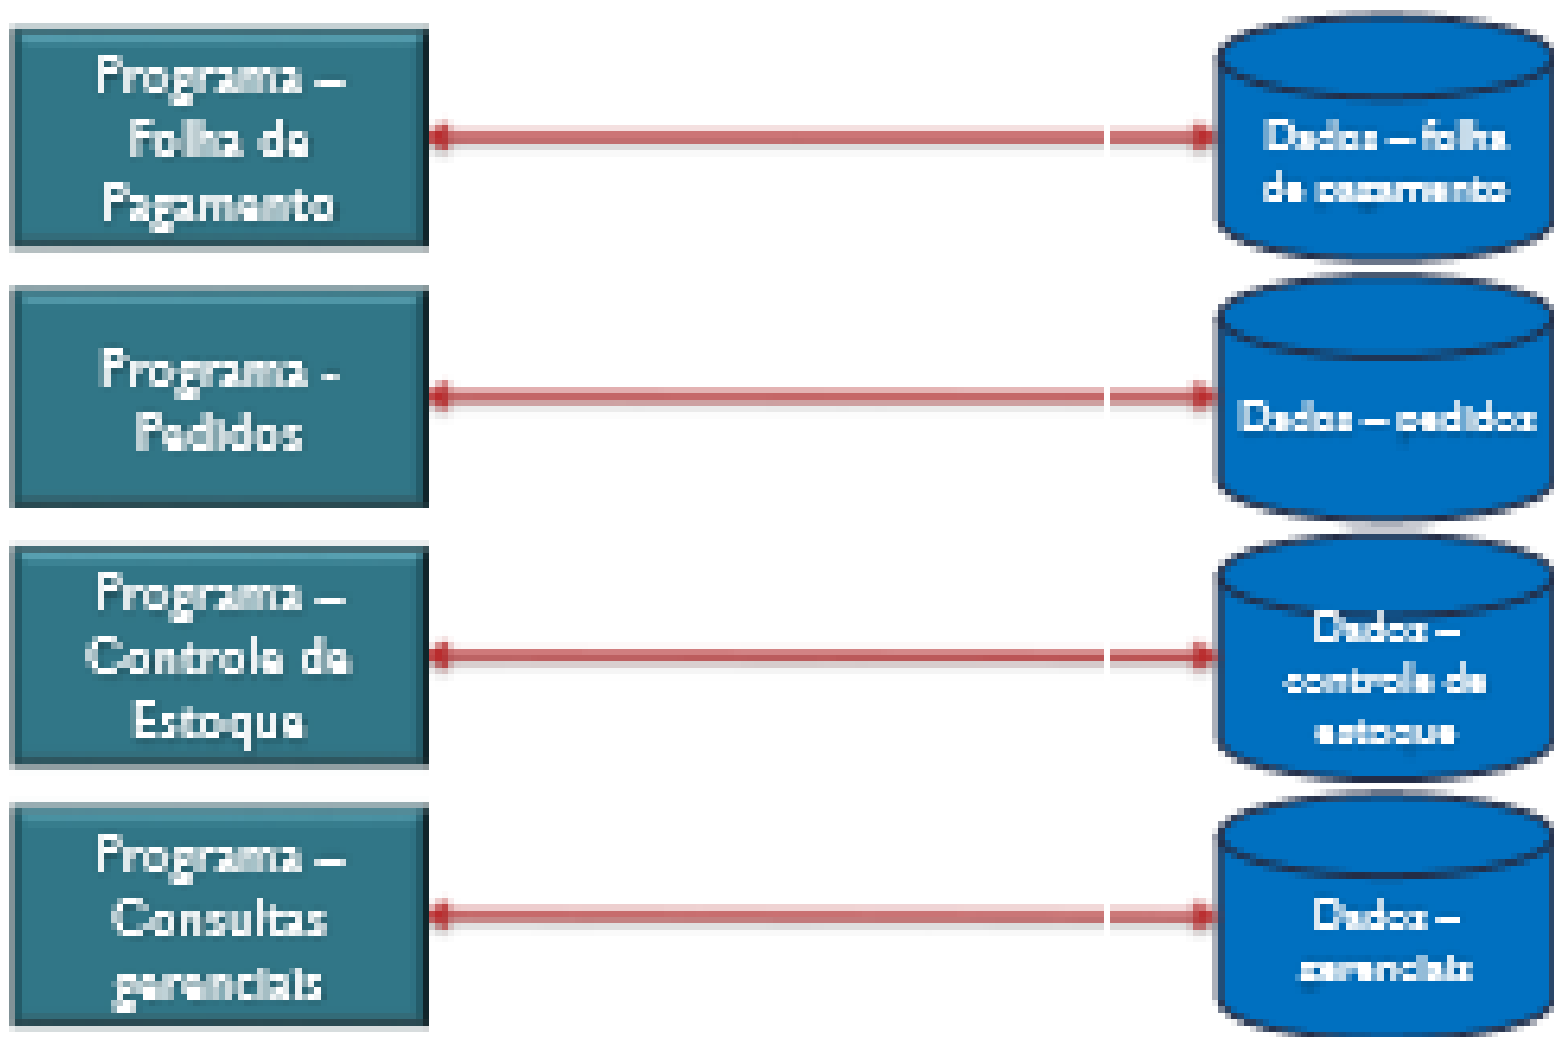 Programa –
Folha de
Pagamento
Dados – folha
de pagamento
Programa -
Pedidos
Dados – pedidos
Programa –
Controle de
Estoque
Dados –
controle de
estoque
Programa –
Consultas
gerenciais
Dados –
gerenciais